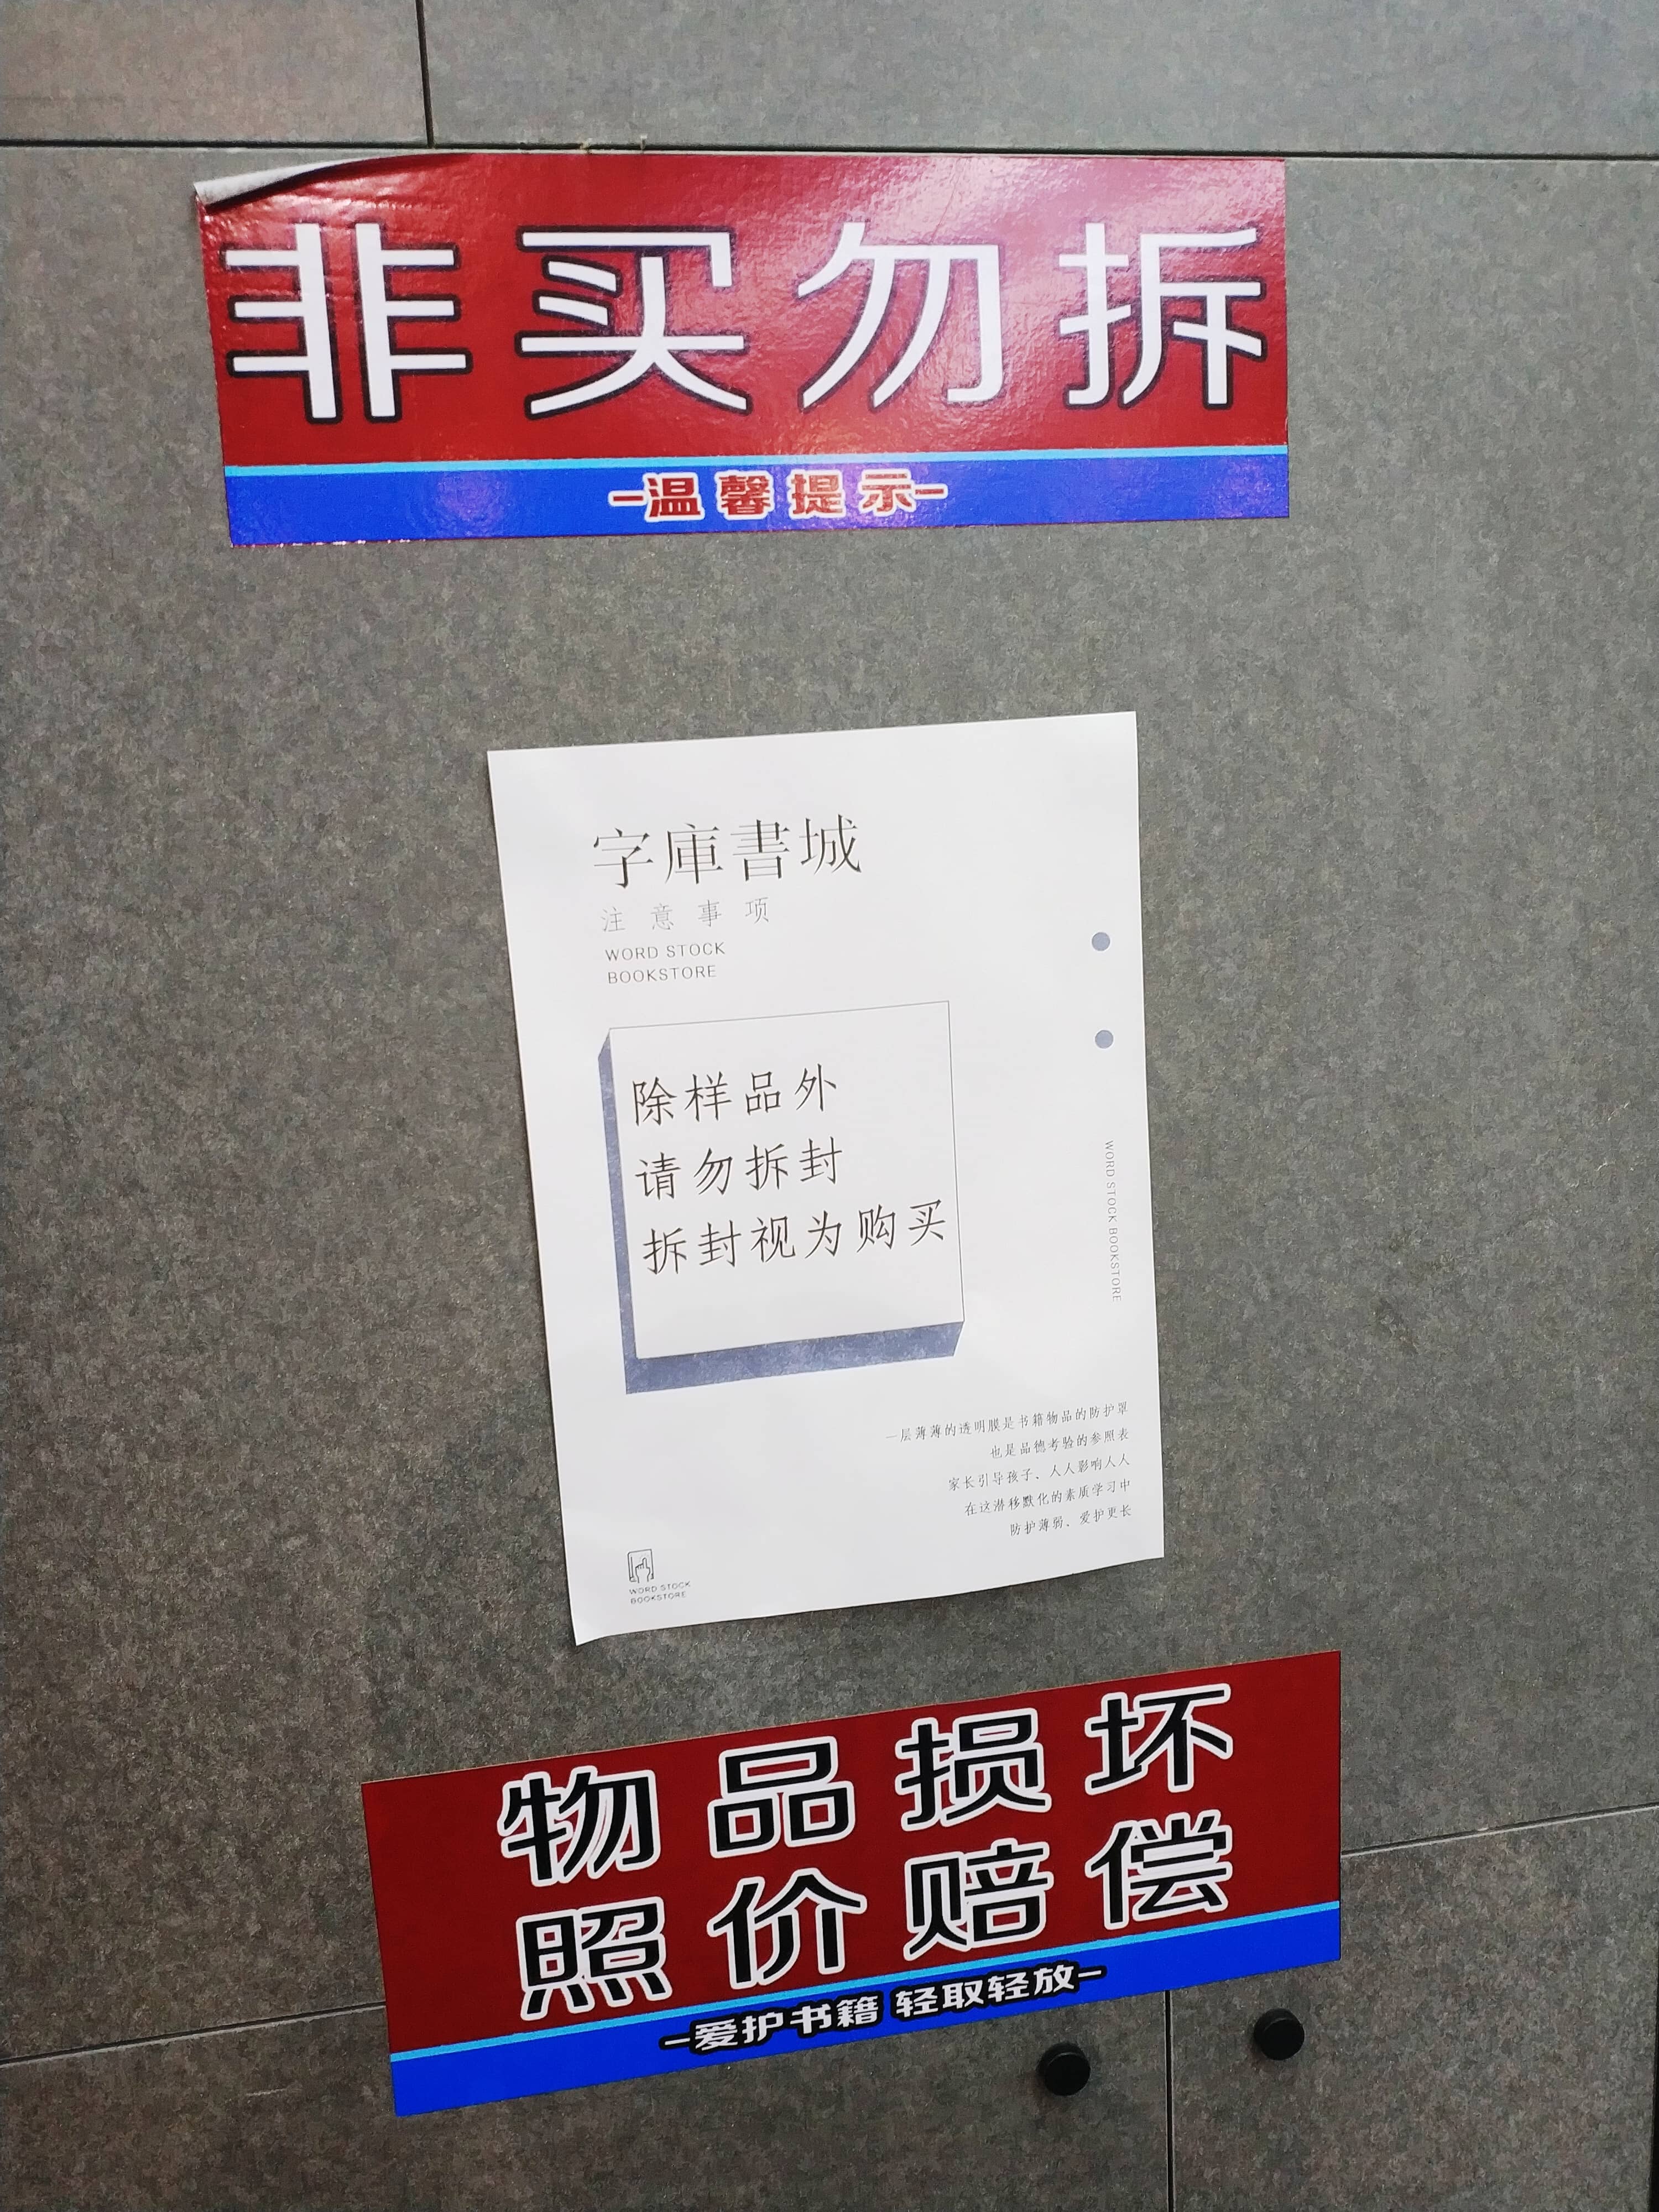 非买勿拆
-温馨提示-
字庫書城
注意事项
WORD STOCK
BOOKSTORE
除样品外
请勿拆封
拆封视为购买
WORD STOCK BOOKSTORE
一层薄薄的透明膜是书籍物品的防护罩
也是品德考验的参照表
家长引导孩子、人人影响人人
在这潜移默化的素质学习中
防护薄弱、爱护更长
WORD STOCK
BOOKSTORE
物品损坏
照价赔偿
-爱护书籍 轻取轻放-